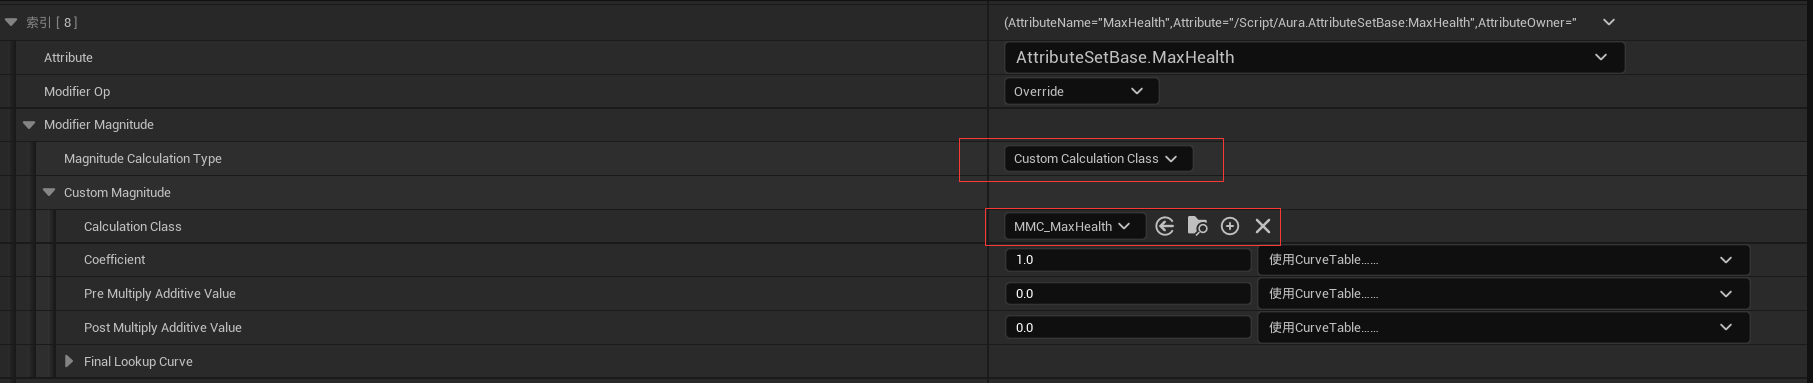 索引 [ 8 ] (AttributeName="MaxHealth",Attribute="/Script/Aura.AttributeSetBase:MaxHealth",AttributeOwner="
Attribute AttributeSetBase.MaxHealth
Modifier Op Override
Modifier Magnitude
Magnitude Calculation Type Custom Calculation Class
Custom Magnitude
Calculation Class MMC_MaxHealth
Coefficient 1.0 使用CurveTable......
Pre Multiply Additive Value 0.0 使用CurveTable......
Post Multiply Additive Value 0.0 使用CurveTable......
Final Lookup Curve